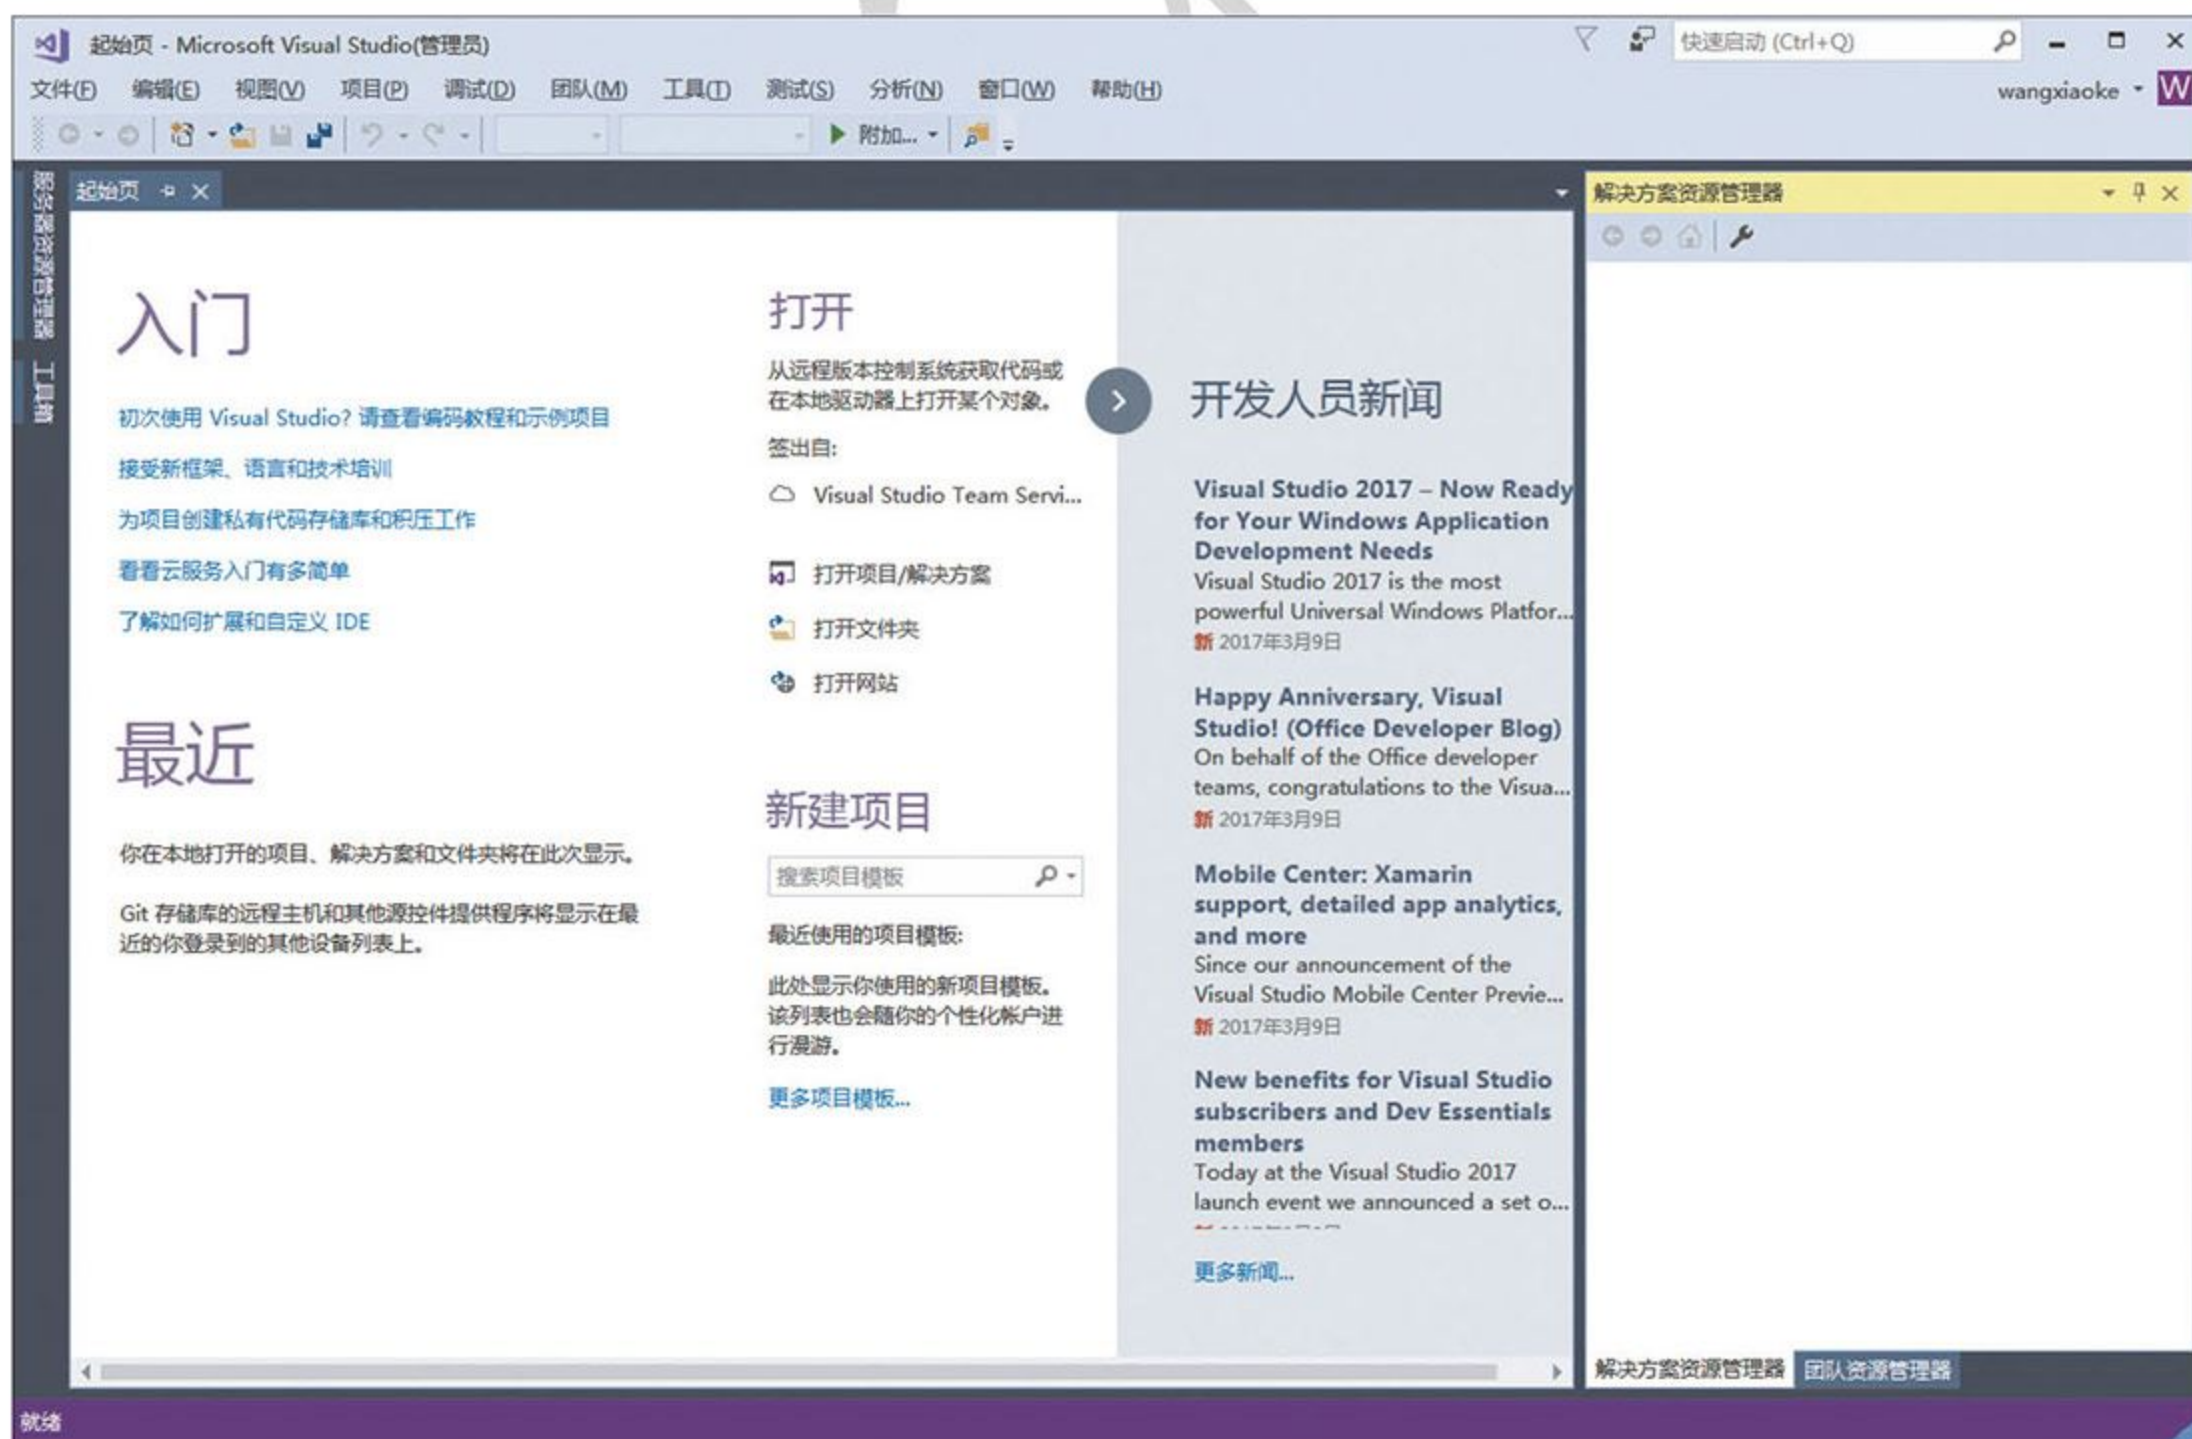 起始页 - Microsoft Visual Studio(管理员)
快速启动 (Ctrl+Q)
文件(F) 编辑(E) 视图(V) 项目(P) 调试(D) 团队(M) 工具(T) 测试(S) 分析(N) 窗口(W) 帮助(H)
wangxiaoke
W
附加...
服务器资源管理器
工具箱
起始页
入门
初次使用 Visual Studio? 请查看编码教程和示例项目
接受新框架、语言和技术培训
为项目创建私有代码存储库和积压工作
看看云服务入门有多简单
了解如何扩展和自定义 IDE
最近
你在本地打开的项目、解决方案和文件夹将在此次显示。
Git 存储库的远程主机和其他源控件提供程序将显示在最
近的你登录到的其他设备列表上。
打开
从远程版本控制系统获取代码或
在本地驱动器上打开某个对象。
签出自:
Visual Studio Team Servi...
打开项目/解决方案
打开文件夹
打开网站
新建项目
搜索项目模板
最近使用的项目模板:
此处显示你使用的新项目模板。
该列表也会随你的个性化帐户进
行漫游。
更多项目模板...
开发人员新闻
Visual Studio 2017 – Now Ready
for Your Windows Application
Development Needs
Visual Studio 2017 is the most
powerful Universal Windows Platfor...
新 2017年3月9日
Happy Anniversary, Visual
Studio! (Office Developer Blog)
On behalf of the Office developer
teams, congratulations to the Visua...
新 2017年3月9日
Mobile Center: Xamarin
support, detailed app analytics,
and more
Since our announcement of the
Visual Studio Mobile Center Previe...
新 2017年3月9日
New benefits for Visual Studio
subscribers and Dev Essentials
members
Today at the Visual Studio 2017
launch event we announced a set o...
更多新闻...
解决方案资源管理器
解决方案资源管理器 团队资源管理器
就绪